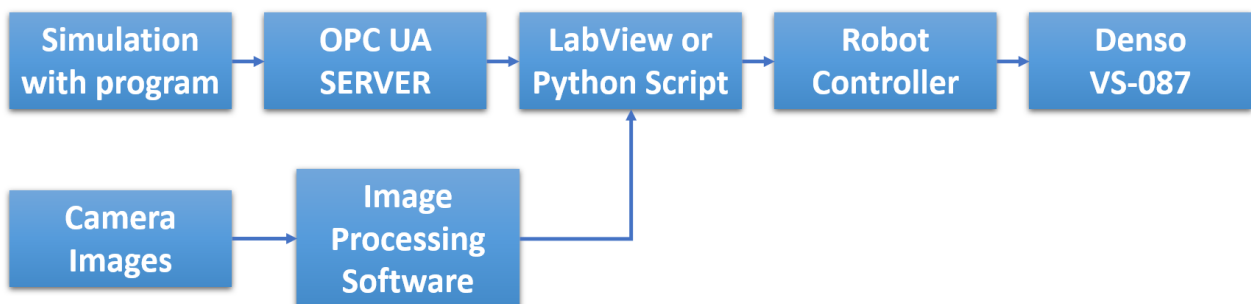 Simulation
with program
OPC UA
SERVER
LabView or
Python Script
Robot
Controller
Denso
VS-087
Camera
Images
Image
Processing
Software